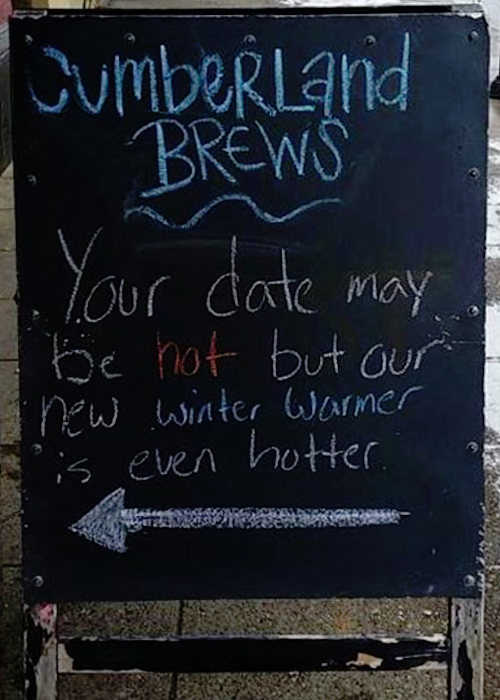 CumbeRLand
BREWS
Your date may
be hot but our
new winter warmer
is even hotter.